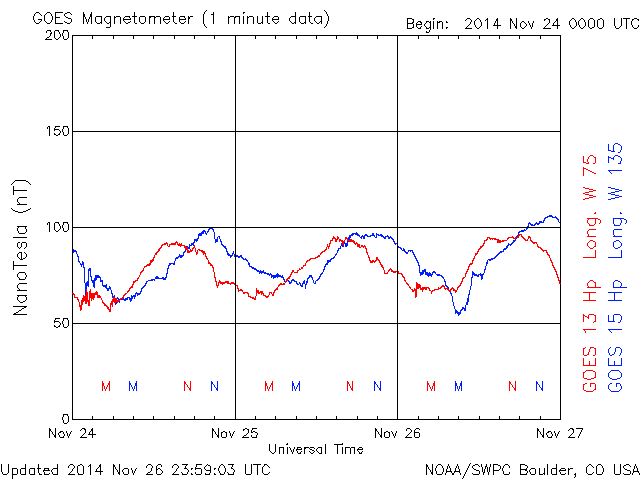 GOES Magnetometer (1 minute data)
Begin: 2014 Nov 24 0000 UTC
200
150
100
50
0
NanoTesla (nT)
M M N N M M N N M M N N
Nov 24 Nov 25 Nov 26 Nov 27
Universal Time
GOES 13 Hp Long. W 75
GOES 15 Hp Long. W 135
Updated 2014 Nov 26 23:59:03 UTC
NOAA/SWPC Boulder, CO USA